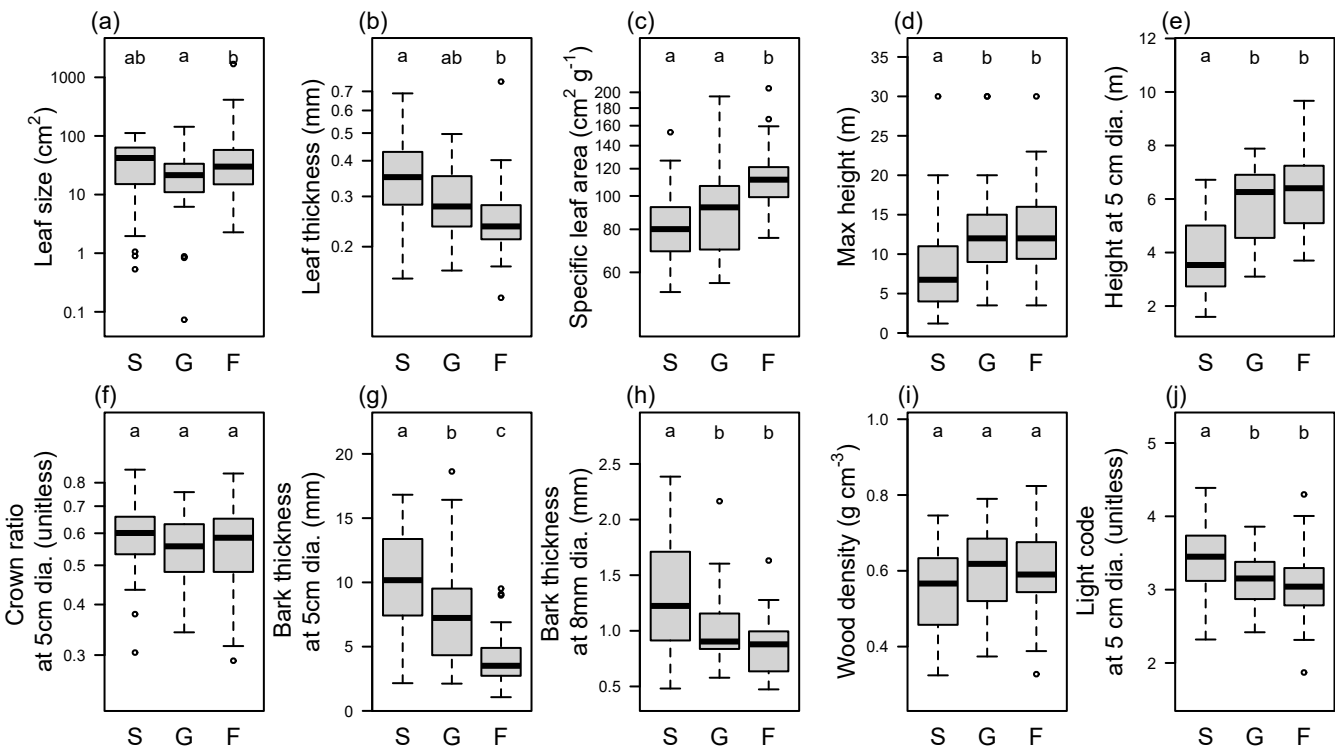 (a)
ab a b
Leaf size (cm²)
1000
100
10
1
0.1
S G F
(b)
a ab b
Leaf thickness (mm)
0.7
0.6
0.5
0.4
0.3
0.2
S G F
(c)
a a b
Specific leaf area (cm² g⁻¹)
200
180
160
140
120
100
80
60
S G F
(d)
a b b
Max height (m)
35
30
25
20
15
10
5
0
S G F
(e)
a b b
Height at 5 cm dia. (m)
12
10
8
6
4
2
S G F
(f)
a a a
Crown ratio
at 5cm dia. (unitless)
0.8
0.7
0.6
0.5
0.4
0.3
S G F
(g)
a b c
Bark thickness
at 5cm dia. (mm)
20
15
10
5
0
S G F
(h)
a b b
Bark thickness
at 8mm dia. (mm)
2.5
2.0
1.5
1.0
0.5
S G F
(i)
a a a
Wood density (g cm⁻³)
1.0
0.8
0.6
0.4
S G F
(j)
a b b
Light code
at 5 cm dia. (unitless)
5
4
3
2
S G F